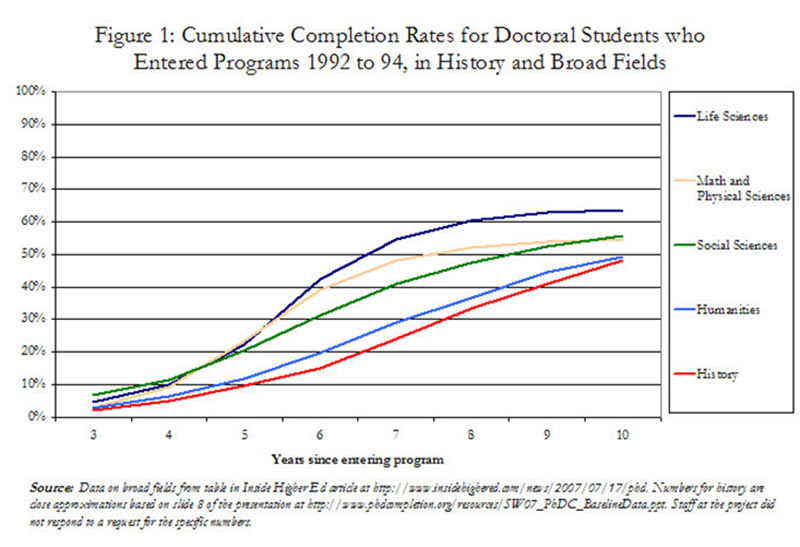 Figure 1: Cumulative Completion Rates for Doctoral Students who
Entered Programs 1992 to 94, in History and Broad Fields
100%
90%
80%
70%
60%
50%
40%
30%
20%
10%
0%
3 4 5 6 7 8 9 10
Years since entering program
Life Sciences
Math and
Physical Sciences
Social Sciences
Humanities
History
Source: Data on broad fields from table in Inside Higher Ed article at http://www.insidehighered.com/news/2007/07/17/phd. Numbers for history are
close approximations based on slide 8 of the presentation at http://www.phdcompletion.org/resources/SW07_PhDC_BaselineData.ppt. Staff at the project did
not respond to a request for the specific numbers.